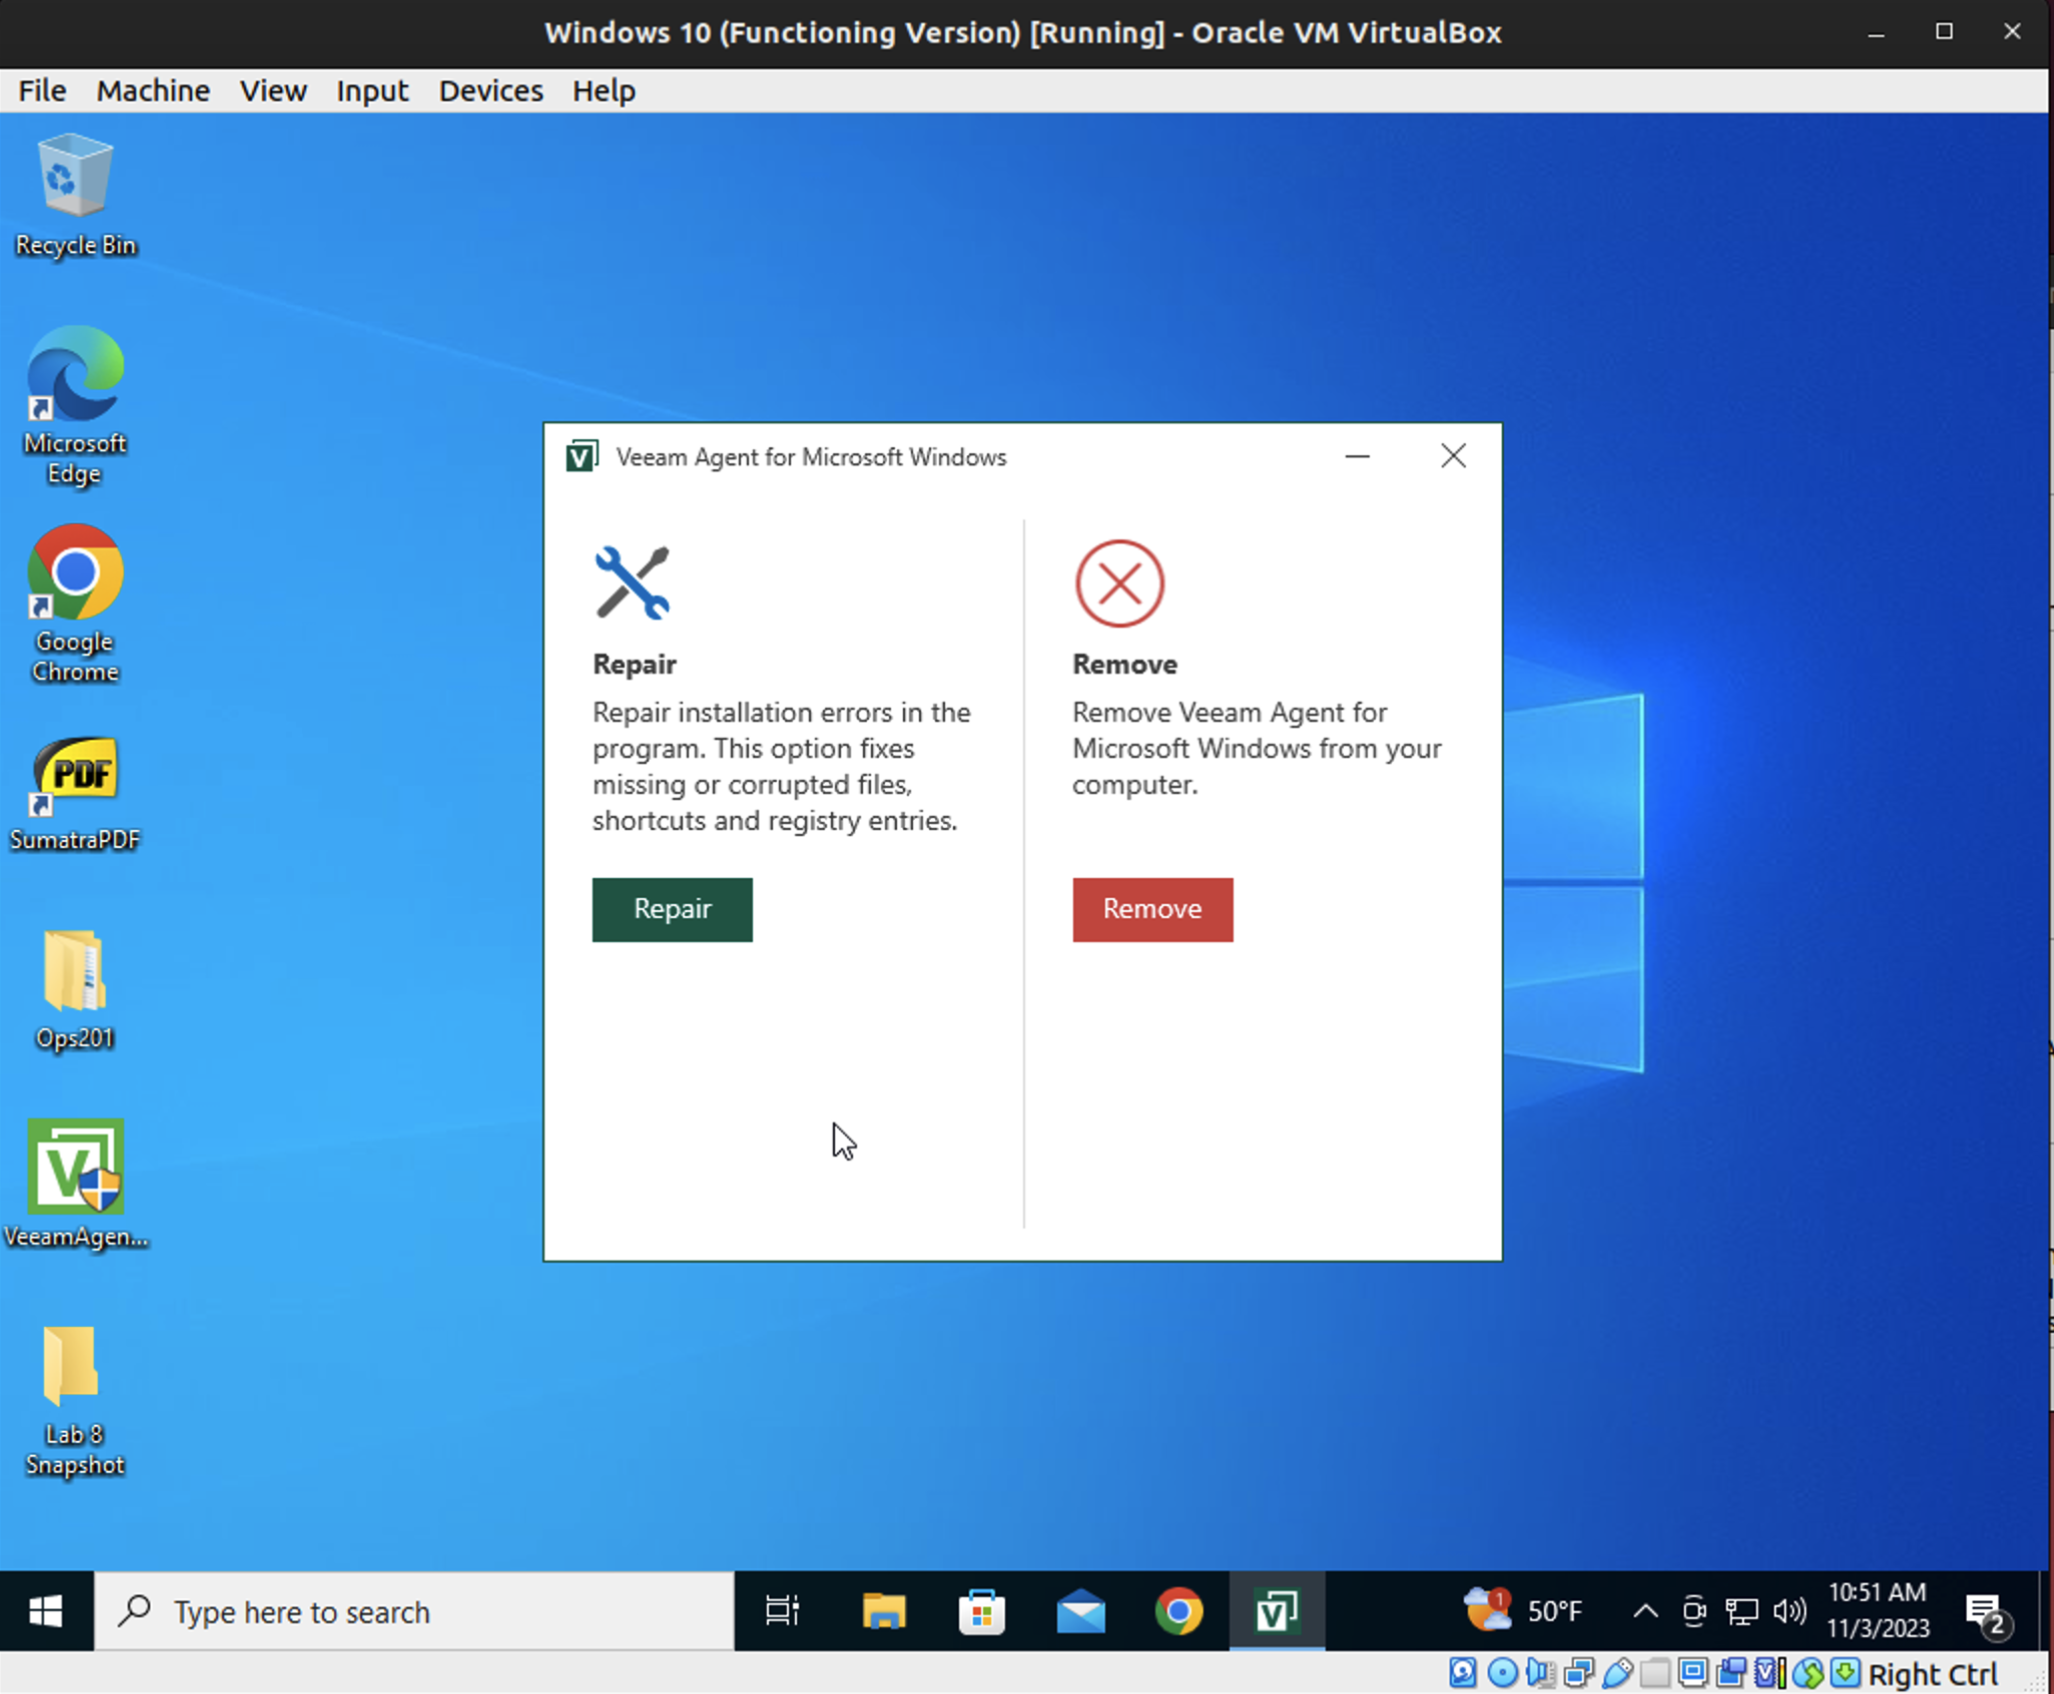 Windows 10 (Functioning Version) [Running] - Oracle VM VirtualBox
File Machine View Input Devices Help
Recycle Bin
Microsoft
Edge
Google
Chrome
PDF
SumatraPDF
Ops201
VeeamAgen...
Lab 8
Snapshot
Veeam Agent for Microsoft Windows
Repair
Repair installation errors in the
program. This option fixes
missing or corrupted files,
shortcuts and registry entries.
Repair
Remove
Remove Veeam Agent for
Microsoft Windows from your
computer.
Remove
Type here to search
1
50°F
10:51 AM
11/3/2023
2
Right Ctrl